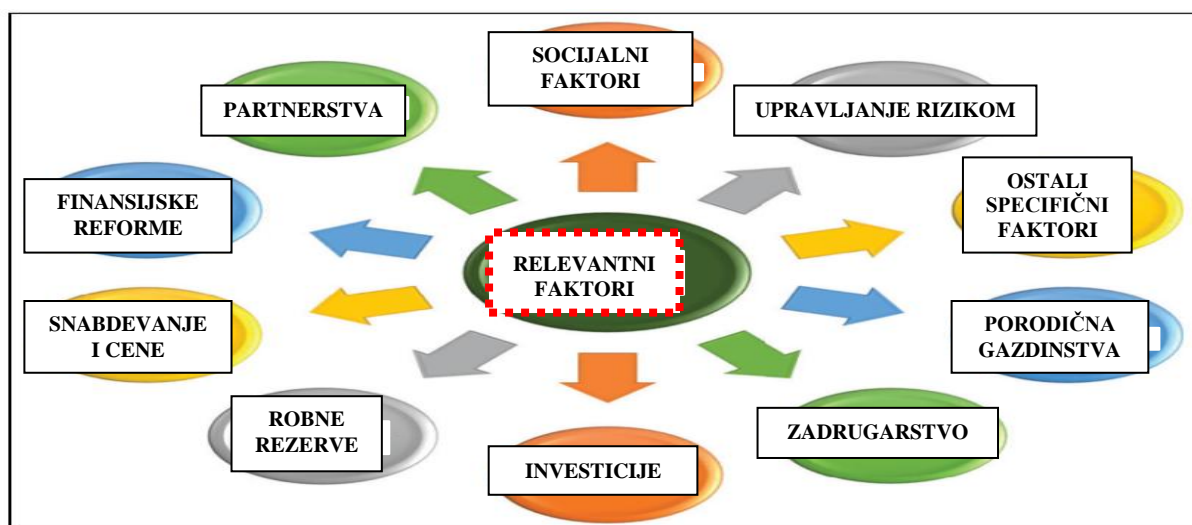 SOCIJALNI
FAKTORI
PARTNERSTVA
UPRAVLJANJE RIZIKOM
FINANSIJSKE
REFORME
OSTALI
SPECIFIČNI
FAKTORI
RELEVANTNI
FAKTORI
SNABDEVANJE
I CENE
PORODIČNA
GAZDINSTVA
ROBNE
REZERVE
ZADRUGARSTVO
INVESTICIJE